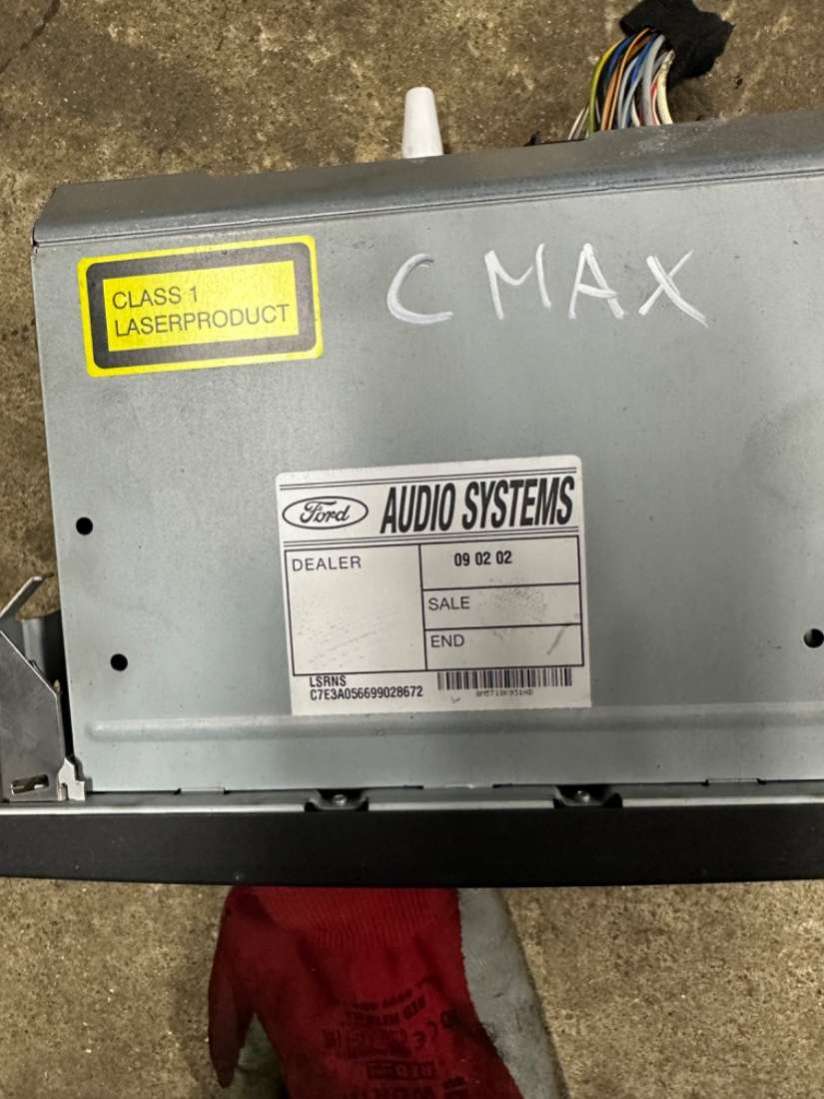 C MAX
CLASS 1
LASERPRODUCT
Ford AUDIO SYSTEMS
DEALER
09 02 02
SALE
END
LSRNS
C7E3A056699028672